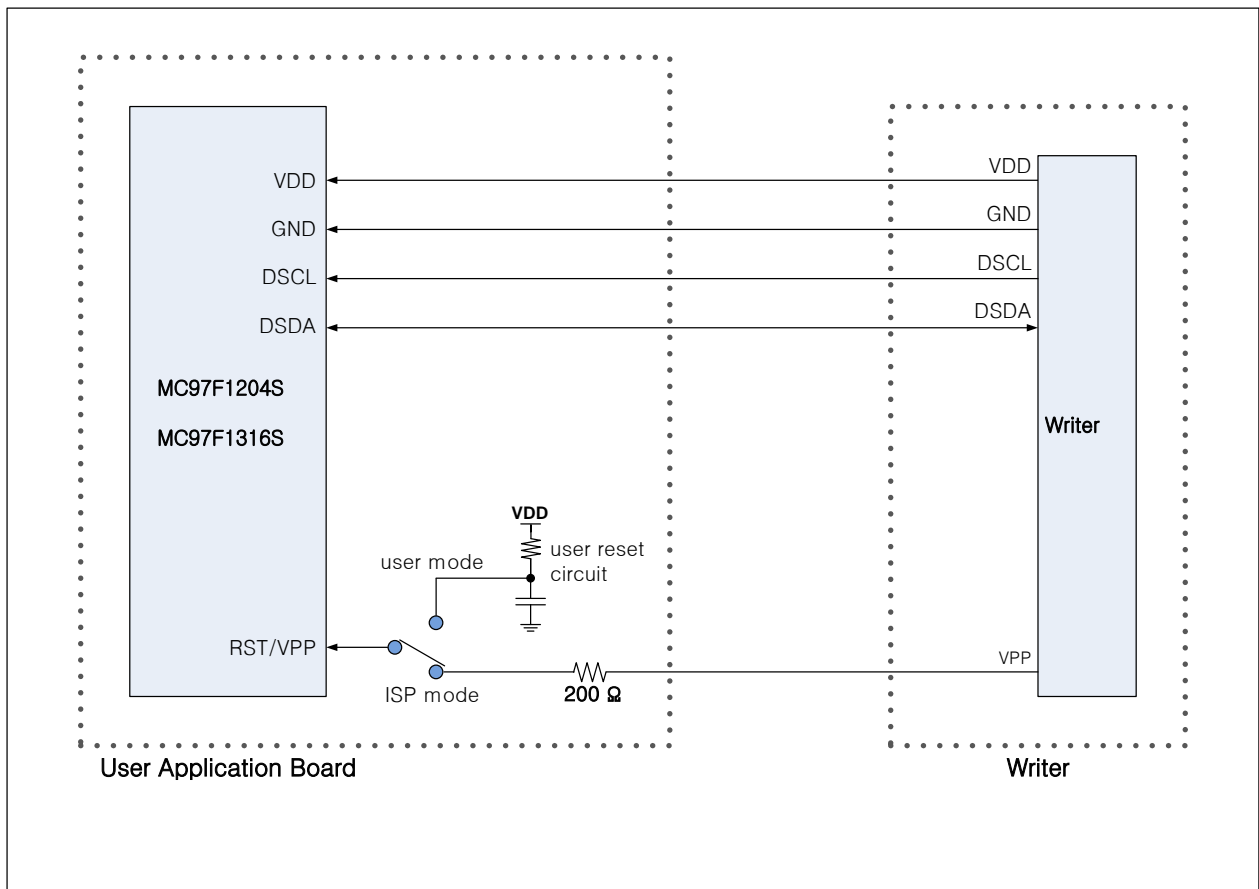 VDD
GND
DSCL
DSDA
MC97F1204S
MC97F1316S
RST/VPP
user mode
VDD
user reset
circuit
ISP mode
200 Ω
User Application Board
VDD
GND
DSCL
DSDA
Writer
VPP
Writer